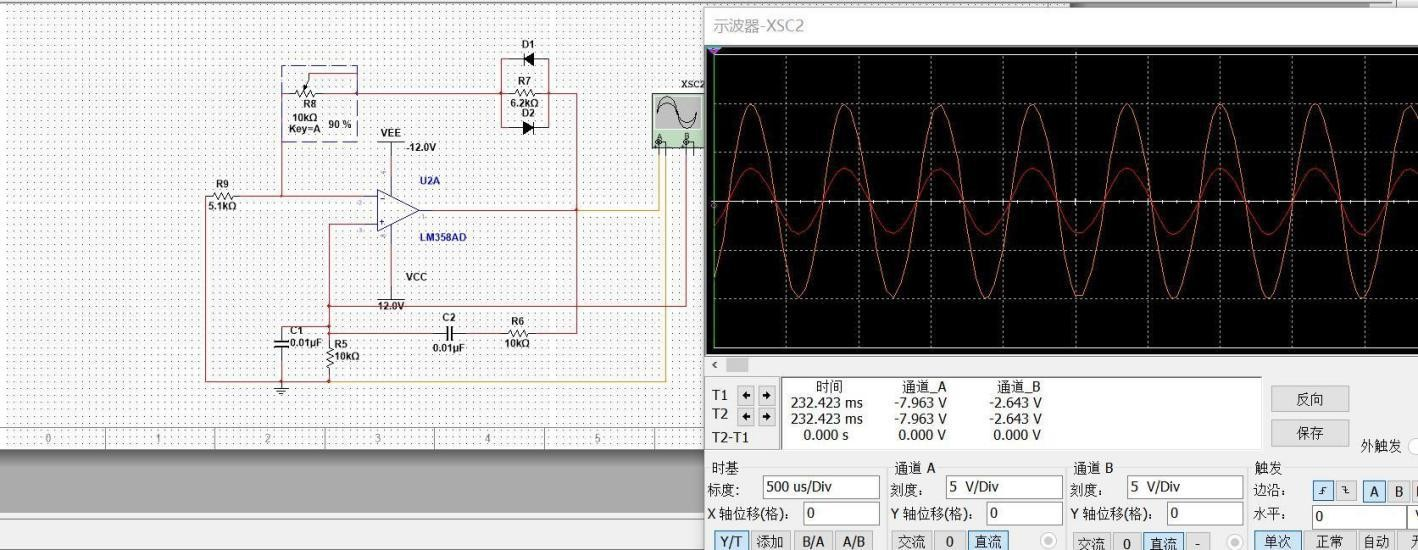 示波器-XSC2
D1
R7
6.2kΩ
D2
R8
10kΩ
Key=A
90 %
XSC2
A
B
VEE
-12.0V
U2A
R9
5.1kΩ
LM358AD
VCC
12.0V
C2
0.01µF
R6
10kΩ
C1
0.01µF
R5
10kΩ
0 1 2 3 4 5
时间 通道_A 通道_B
T1 232.423 ms -7.963 V -2.643 V
T2 232.423 ms -7.963 V -2.643 V
T2-T1 0.000 s 0.000 V 0.000 V
反向
保存
外触发
时基
标度: 500 us/Div
X 轴位移(格): 0
Y/T 添加 B/A A/B
通道 A
刻度: 5 V/Div
Y 轴位移(格): 0
交流 0 直流
通道 B
刻度: 5 V/Div
Y 轴位移(格): 0
交流 0 直流 -
触发
边沿: A B
水平: 0
单次 正常 自动